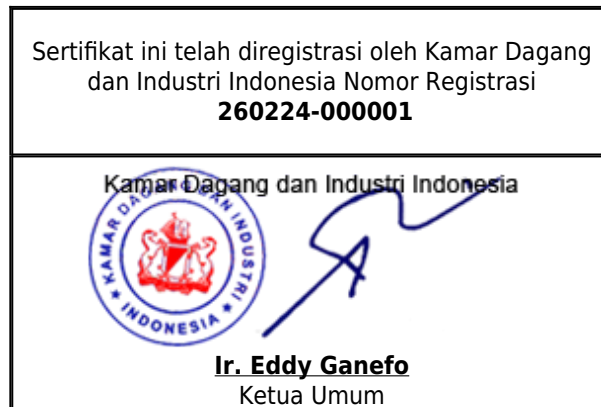 Sertifikat ini telah diregistrasi oleh Kamar Dagang
dan Industri Indonesia Nomor Registrasi
260224-000001
Kamar Dagang dan Industri Indonesia
KAMAR DAGANG DAN INDUSTRI
INDONESIA
Ir. Eddy Ganefo
Ketua Umum